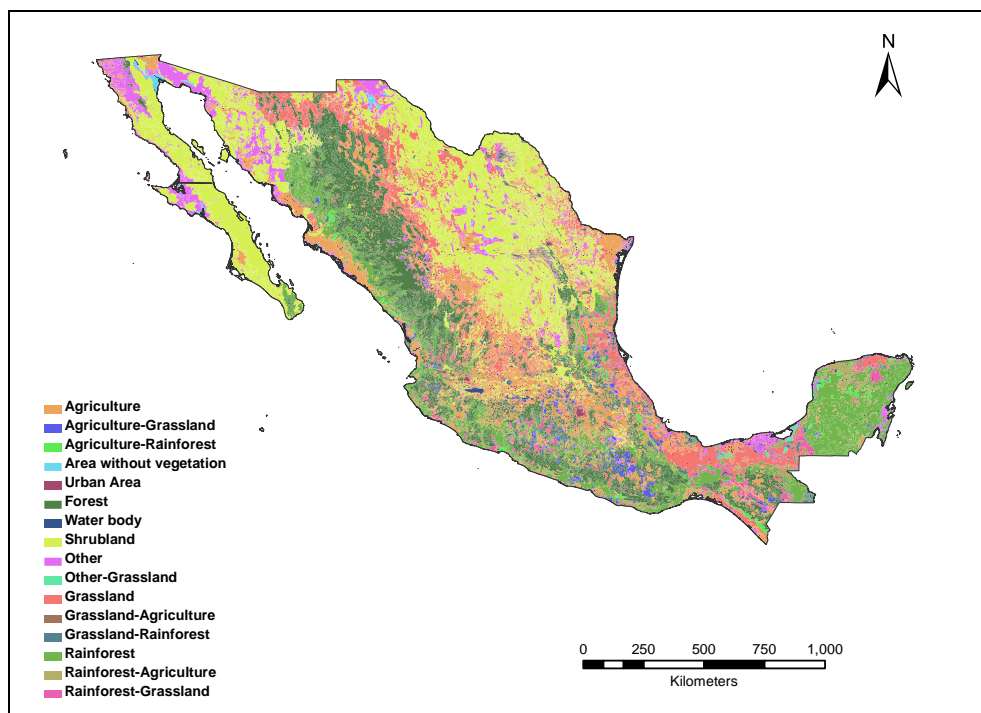 N
Agriculture
Agriculture-Grassland
Agriculture-Rainforest
Area without vegetation
Urban Area
Forest
Water body
Shrubland
Other
Other-Grassland
Grassland
Grassland-Agriculture
Grassland-Rainforest
Rainforest
Rainforest-Agriculture
Rainforest-Grassland
0 250 500 750 1,000
Kilometers